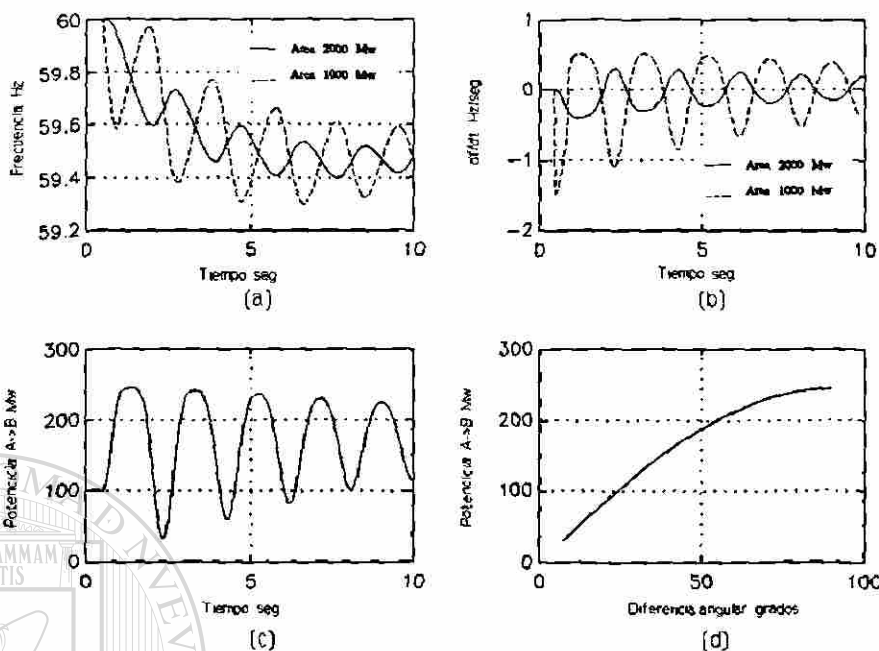 60
59.8
59.6
59.4
59.2
Frecuencia Hz
Area 2000 Mw
Area 1000 Mw
0
5
10
Tiempo seg
(a)
1
0
-1
-2
df/dt Hz/seg
Area 2000 Mw
Area 1000 Mw
0
5
10
Tiempo seg
(b)
300
200
100
0
Potencia A->B Mw
0
5
10
Tiempo seg
(c)
300
200
100
0
Potencia A->B Mw
0
50
100
Diferencia angular grados
(d)